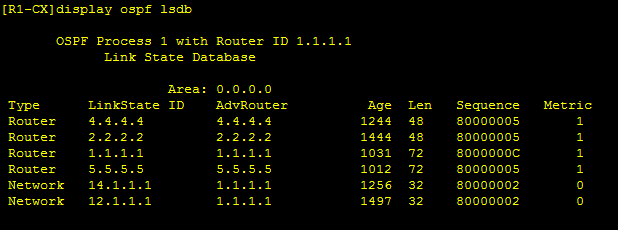 [R1-CX]display ospf lsdb
OSPF Process 1 with Router ID 1.1.1.1
Link State Database
Area: 0.0.0.0
Type LinkState ID AdvRouter Age Len Sequence Metric
Router 4.4.4.4 4.4.4.4 1244 48 80000005 1
Router 2.2.2.2 2.2.2.2 1444 48 80000005 1
Router 1.1.1.1 1.1.1.1 1031 72 8000000C 1
Router 5.5.5.5 5.5.5.5 1012 72 80000005 1
Network 14.1.1.1 1.1.1.1 1256 32 80000002 0
Network 12.1.1.1 1.1.1.1 1497 32 80000002 0